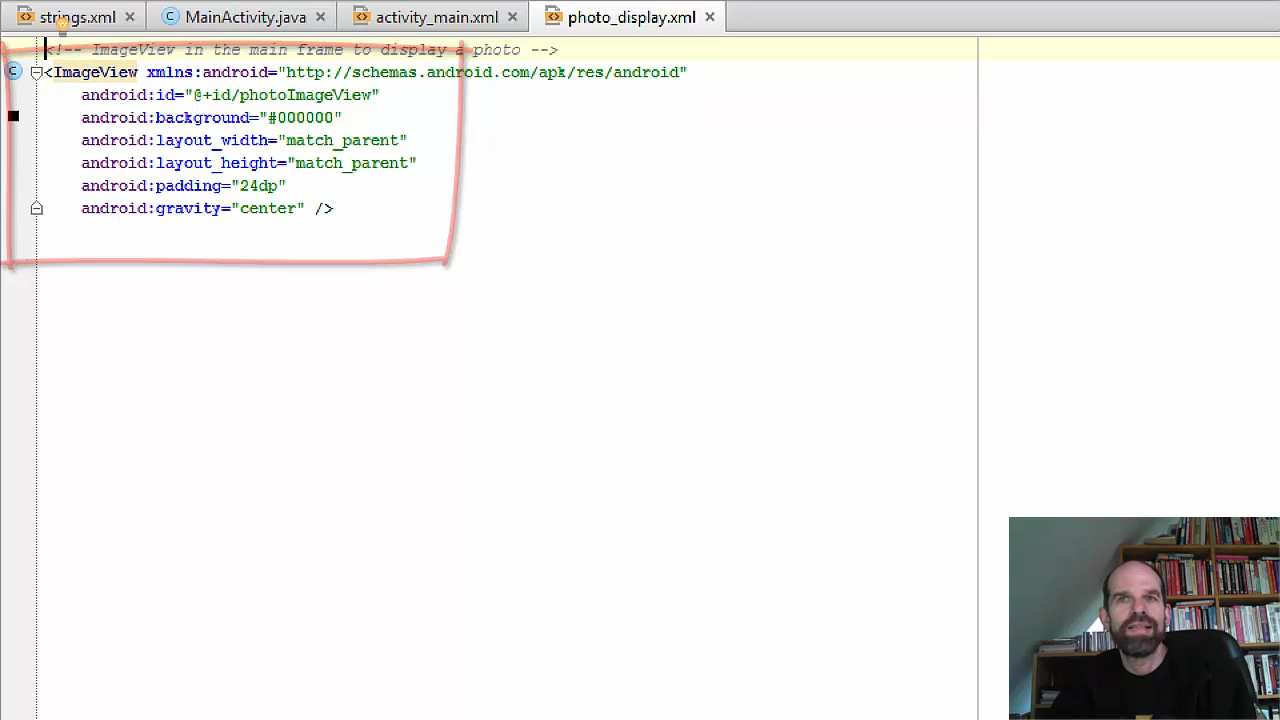 strings.xml MainActivity.java activity_main.xml photo_display.xml
<!-- ImageView in the main frame to display a photo -->
<ImageView xmlns:android="http://schemas.android.com/apk/res/android"
android:id="@+id/photoImageView"
android:background="#000000"
android:layout_width="match_parent"
android:layout_height="match_parent"
android:padding="24dp"
android:gravity="center" />